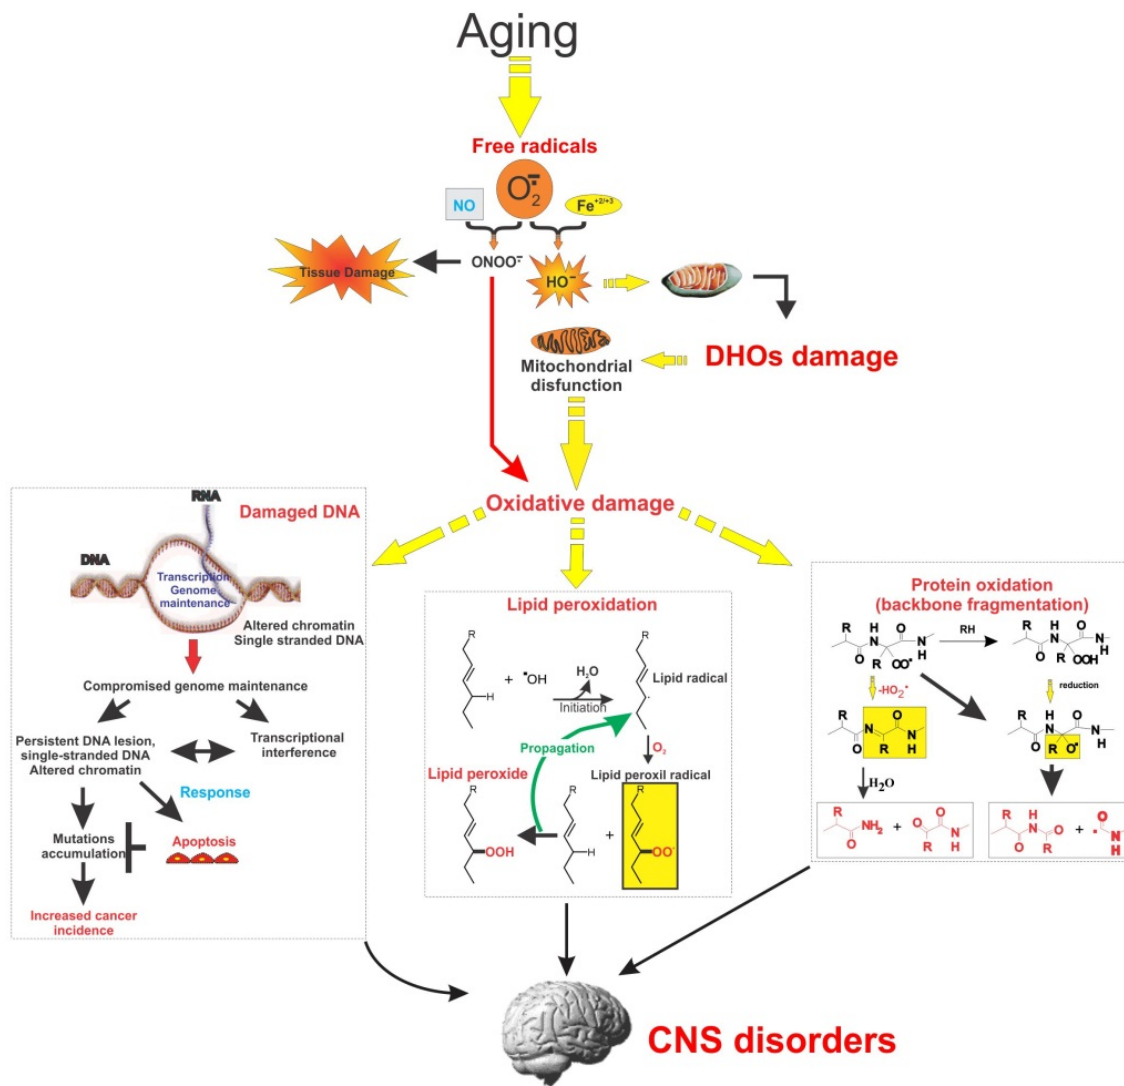 Aging
Free radicals
O₂•̄
NO
Fe+2/+3
Tissue Damage
ONOO•̄
HO⁻
DHOs damage
Mitochondrial
disfunction
Oxidative damage
RNA
Damaged DNA
DNA
Transcription
Genome
maintenance
Altered chromatin
Single stranded DNA
Compromised genome maintenance
Persistent DNA lesion,
single-stranded DNA
Altered chromatin
Transcriptional
interference
Response
Mutations
accumulation
Apoptosis
Increased cancer
incidence
Lipid peroxidation
R
H
+ •OH
H₂O
Initiation
R
Lipid radical
Propagation
O₂
Lipid peroxide
Lipid peroxil radical
R
OOH
R
H
+
R
OO•
Protein oxidation
(backbone fragmentation)
R
H
N
O
O
R
OO•
N
H
RH
R
H
N
O
O
R
OOH
N
H
-HO₂•
reduction
R
O
N
R
O
N
H
R
H
N
O
O
R
O•
N
H
H₂O
R
O
NH₂
+
O
R
O
N
H
R
O
H
N
O
R
+
O
N
H
CNS disorders